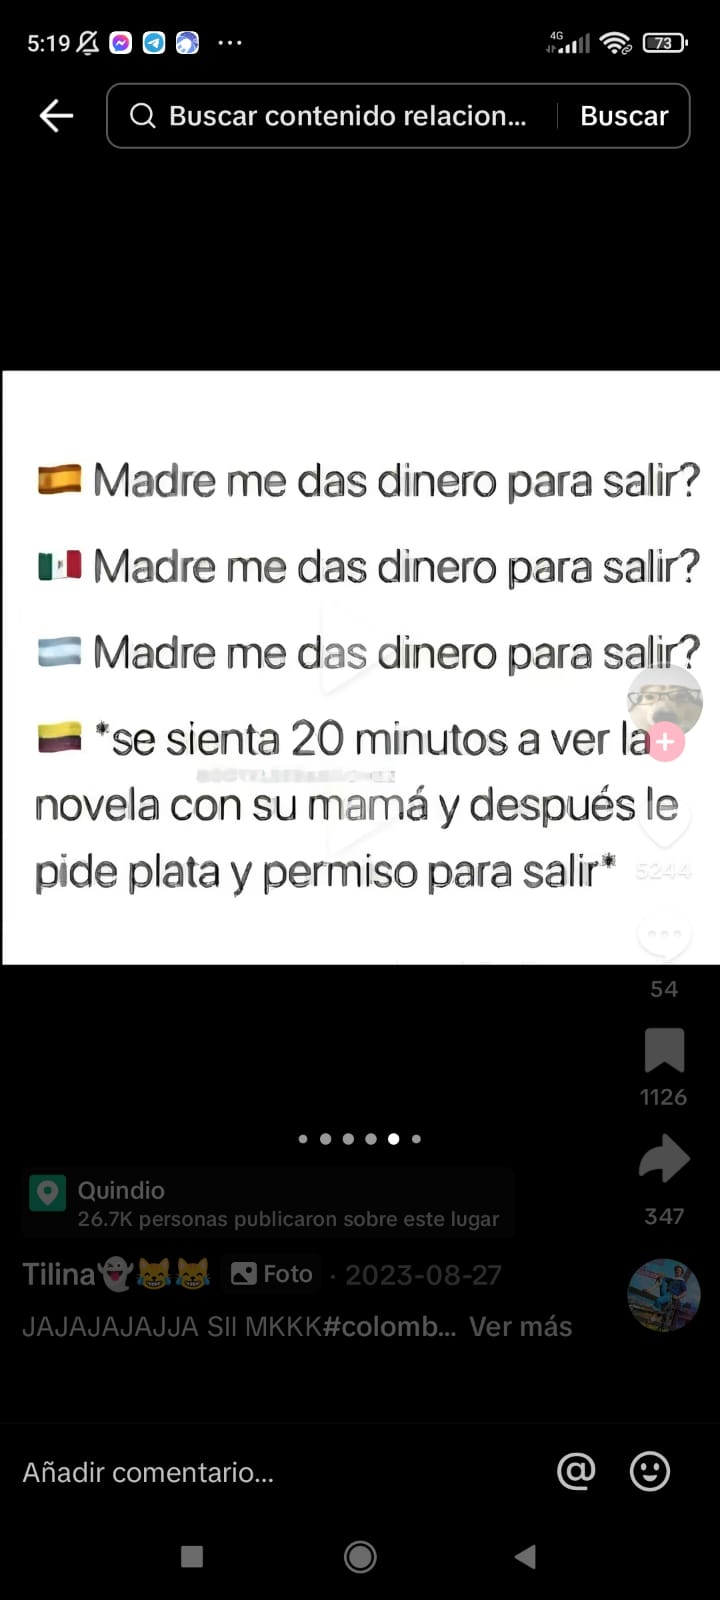 5:19
4G
73
Buscar contenido relacion...
Buscar
Madre me das dinero para salir?
Madre me das dinero para salir?
Madre me das dinero para salir?
*se sienta 20 minutos a ver la
novela con su mamá y después le
pide plata y permiso para salir*
5244
54
1126
347
Quindio
26.7K personas publicaron sobre este lugar
Tilina👻😹😹 Foto · 2023-08-27
JAJAJAJAJJA SII MKKK#colomb... Ver más
Añadir comentario...